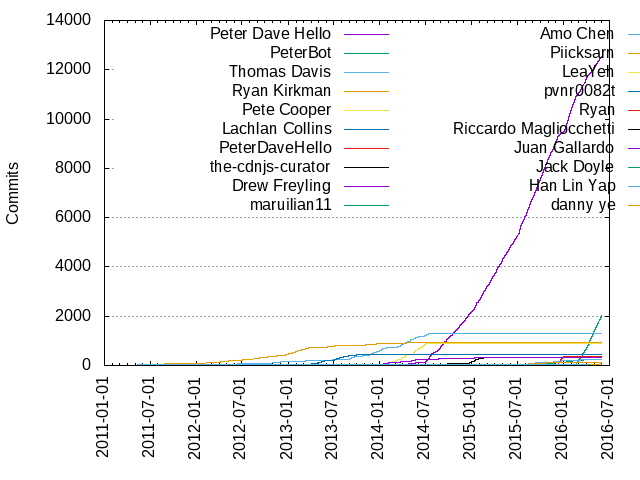 14000
12000
10000
8000
6000
4000
2000
0
Commits
Peter Dave Hello
PeterBot
Thomas Davis
Ryan Kirkman
Pete Cooper
Lachlan Collins
PeterDaveHello
the-cdnjs-curator
Drew Freyling
maruilian11
Amo Chen
Piicksarn
LeaYeh
pvnr0082t
Ryan
Riccardo Magliocchetti
Juan Gallardo
Jack Doyle
Han Lin Yap
danny ye
2011-01-01
2011-07-01
2012-01-01
2012-07-01
2013-01-01
2013-07-01
2014-01-01
2014-07-01
2015-01-01
2015-07-01
2016-01-01
2016-07-01